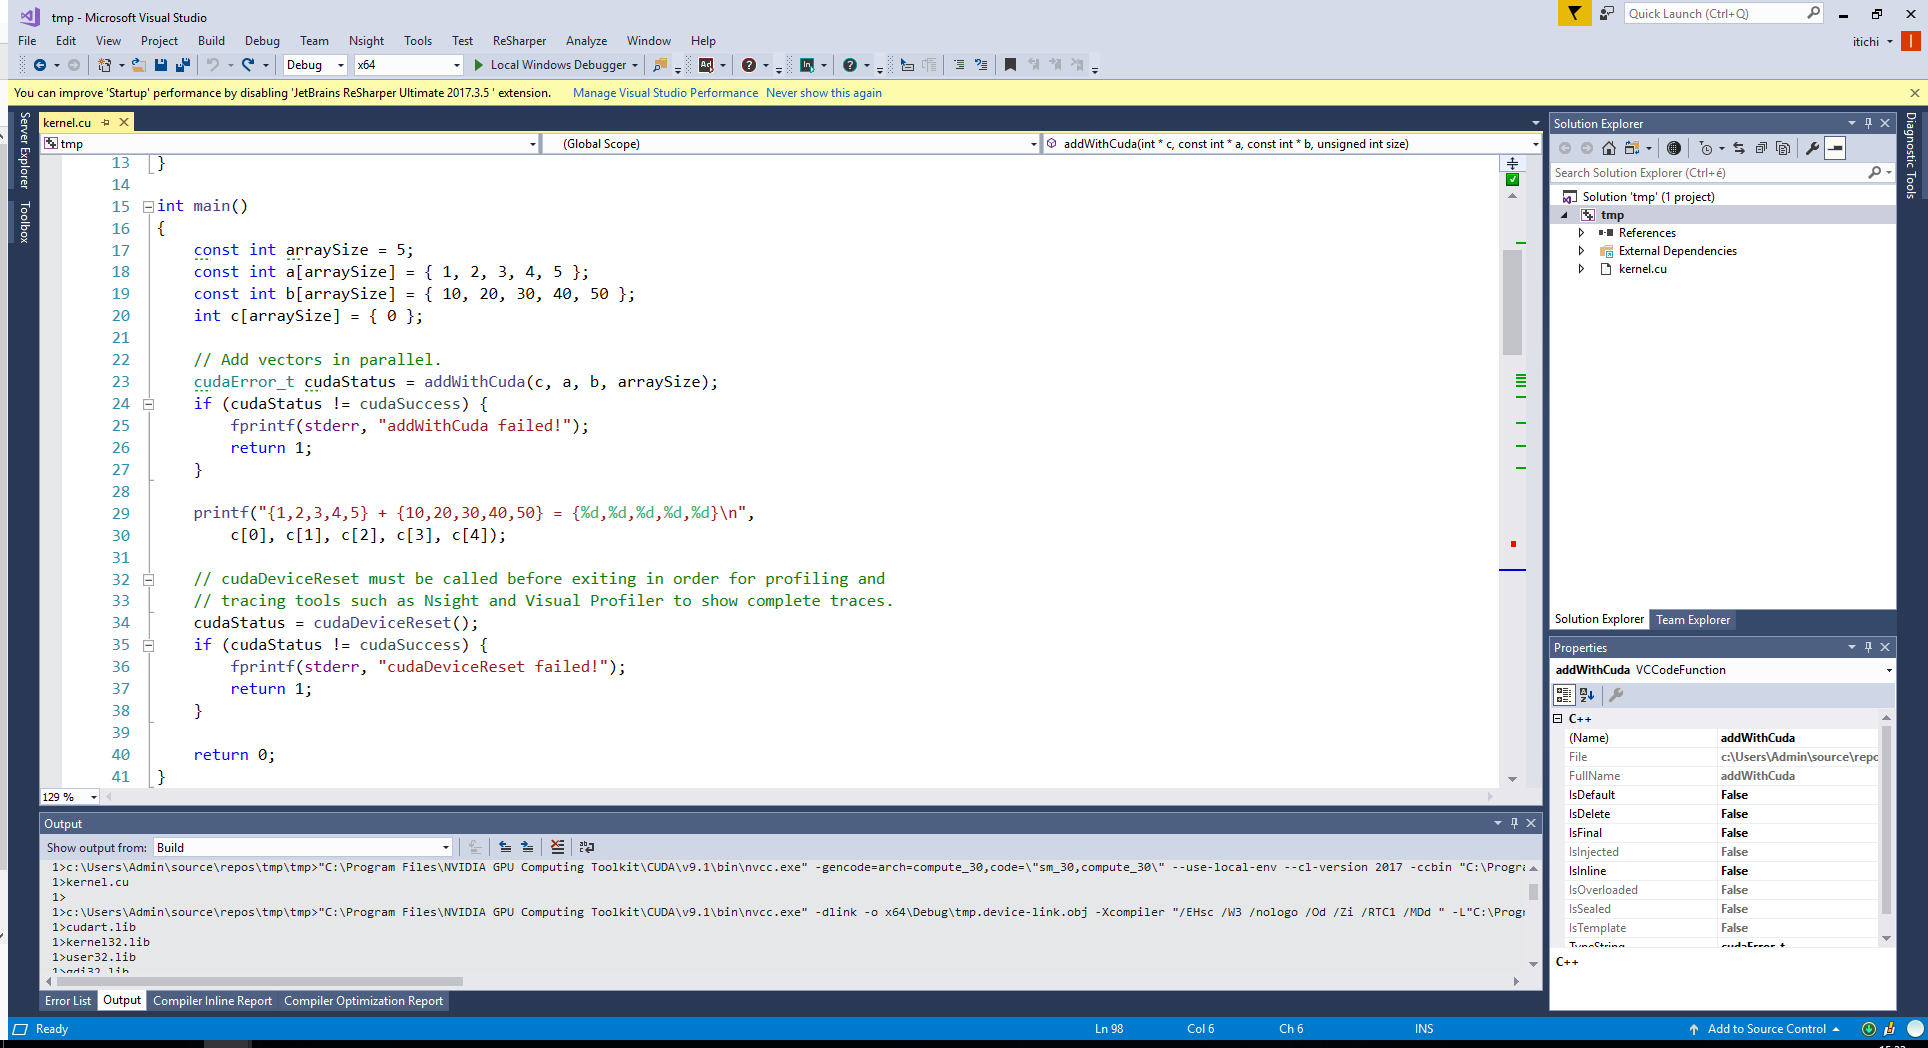 tmp - Microsoft Visual Studio
Quick Launch (Ctrl+Q)
File Edit View Project Build Debug Team Nsight Tools Test ReSharper Analyze Window Help
itichi
Debug x64 Local Windows Debugger
You can improve 'Startup' performance by disabling 'JetBrains ReSharper Ultimate 2017.3.5 ' extension. Manage Visual Studio Performance Never show this again
Server Explorer
Toolbox
kernel.cu
tmp (Global Scope) addWithCuda(int * c, const int * a, const int * b, unsigned int size)
13 }
14
15 int main()
16 {
17 const int arraySize = 5;
18 const int a[arraySize] = { 1, 2, 3, 4, 5 };
19 const int b[arraySize] = { 10, 20, 30, 40, 50 };
20 int c[arraySize] = { 0 };
21
22 // Add vectors in parallel.
23 cudaError_t cudaStatus = addWithCuda(c, a, b, arraySize);
24 if (cudaStatus != cudaSuccess) {
25 fprintf(stderr, "addWithCuda failed!");
26 return 1;
27 }
28
29 printf("{1,2,3,4,5} + {10,20,30,40,50} = {%d,%d,%d,%d,%d}\n",
30 c[0], c[1], c[2], c[3], c[4]);
31
32 // cudaDeviceReset must be called before exiting in order for profiling and
33 // tracing tools such as Nsight and Visual Profiler to show complete traces.
34 cudaStatus = cudaDeviceReset();
35 if (cudaStatus != cudaSuccess) {
36 fprintf(stderr, "cudaDeviceReset failed!");
37 return 1;
38 }
39
40 return 0;
41 }
129 %
Output
Show output from: Build
1>c:\Users\Admin\source\repos\tmp\tmp>"C:\Program Files\NVIDIA GPU Computing Toolkit\CUDA\v9.1\bin\nvcc.exe" -gencode=arch=compute_30,code=\"sm_30,compute_30\" --use-local-env --cl-version 2017 -ccbin "C:\Progra
1>kernel.cu
1>
1>c:\Users\Admin\source\repos\tmp\tmp>"C:\Program Files\NVIDIA GPU Computing Toolkit\CUDA\v9.1\bin\nvcc.exe" -dlink -o x64\Debug\tmp.device-link.obj -Xcompiler "/EHsc /W3 /nologo /Od /Zi /RTC1 /MDd " -L"C:\Progr
1>cudart.lib
1>kernel32.lib
1>user32.lib
1>gdi32.lib
Error List Output Compiler Inline Report Compiler Optimization Report
Solution Explorer
Search Solution Explorer (Ctrl+é)
Solution 'tmp' (1 project)
tmp
References
External Dependencies
kernel.cu
Solution Explorer Team Explorer
Properties
addWithCuda VCCodeFunction
C++
(Name) addWithCuda
File c:\Users\Admin\source\repo
FullName addWithCuda
IsDefault False
IsDelete False
IsFinal False
IsInjected False
IsInline False
IsOverloaded False
IsSealed False
IsTemplate False
TypeString cudaError_t
C++
Diagnostic Tools
Ready Ln 98 Col 6 Ch 6 INS Add to Source Control